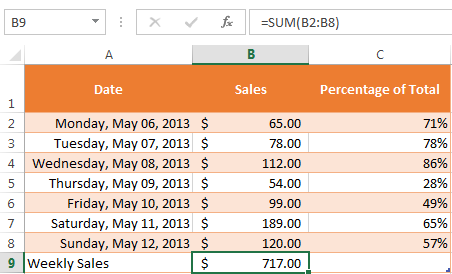 B9 fx =SUM(B2:B8)
A B C
1 Date Sales Percentage of Total
2 Monday, May 06, 2013 $ 65.00 71%
3 Tuesday, May 07, 2013 $ 78.00 78%
4 Wednesday, May 08, 2013 $ 112.00 86%
5 Thursday, May 09, 2013 $ 54.00 28%
6 Friday, May 10, 2013 $ 99.00 49%
7 Saturday, May 11, 2013 $ 189.00 65%
8 Sunday, May 12, 2013 $ 120.00 57%
9 Weekly Sales $ 717.00